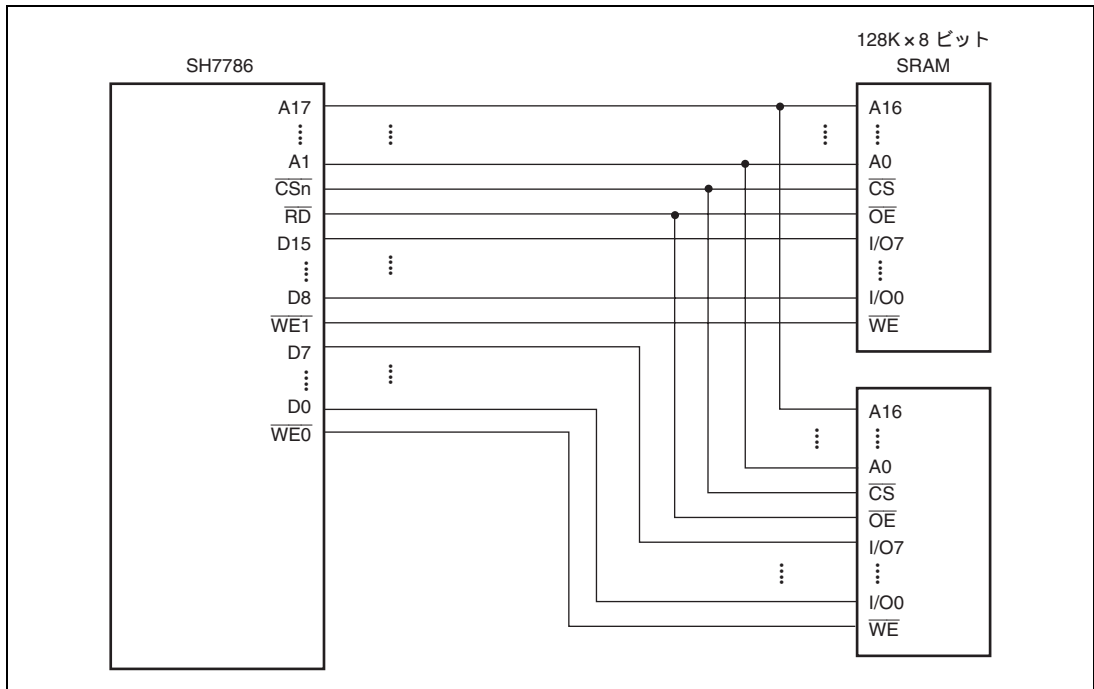 SH7786
A17
A1
CSn
RD
D15
D8
WE1
D7
D0
WE0
128K×8 ビット
SRAM
A16
A0
CS
OE
I/O7
I/O0
WE
A16
A0
CS
OE
I/O7
I/O0
WE